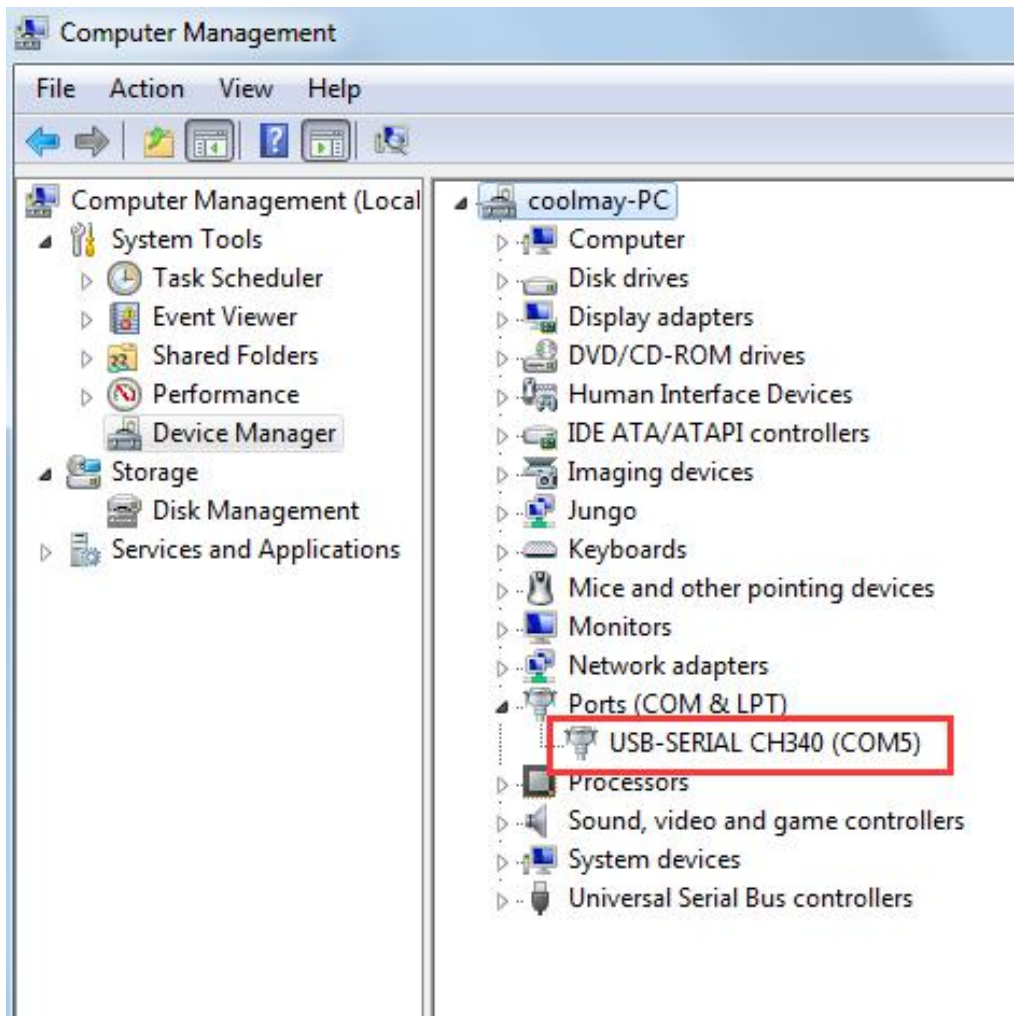 Computer Management
File Action View Help
Computer Management (Local
System Tools
Task Scheduler
Event Viewer
Shared Folders
Performance
Device Manager
Storage
Disk Management
Services and Applications
coolmay-PC
Computer
Disk drives
Display adapters
DVD/CD-ROM drives
Human Interface Devices
IDE ATA/ATAPI controllers
Imaging devices
Jungo
Keyboards
Mice and other pointing devices
Monitors
Network adapters
Ports (COM & LPT)
USB-SERIAL CH340 (COM5)
Processors
Sound, video and game controllers
System devices
Universal Serial Bus controllers